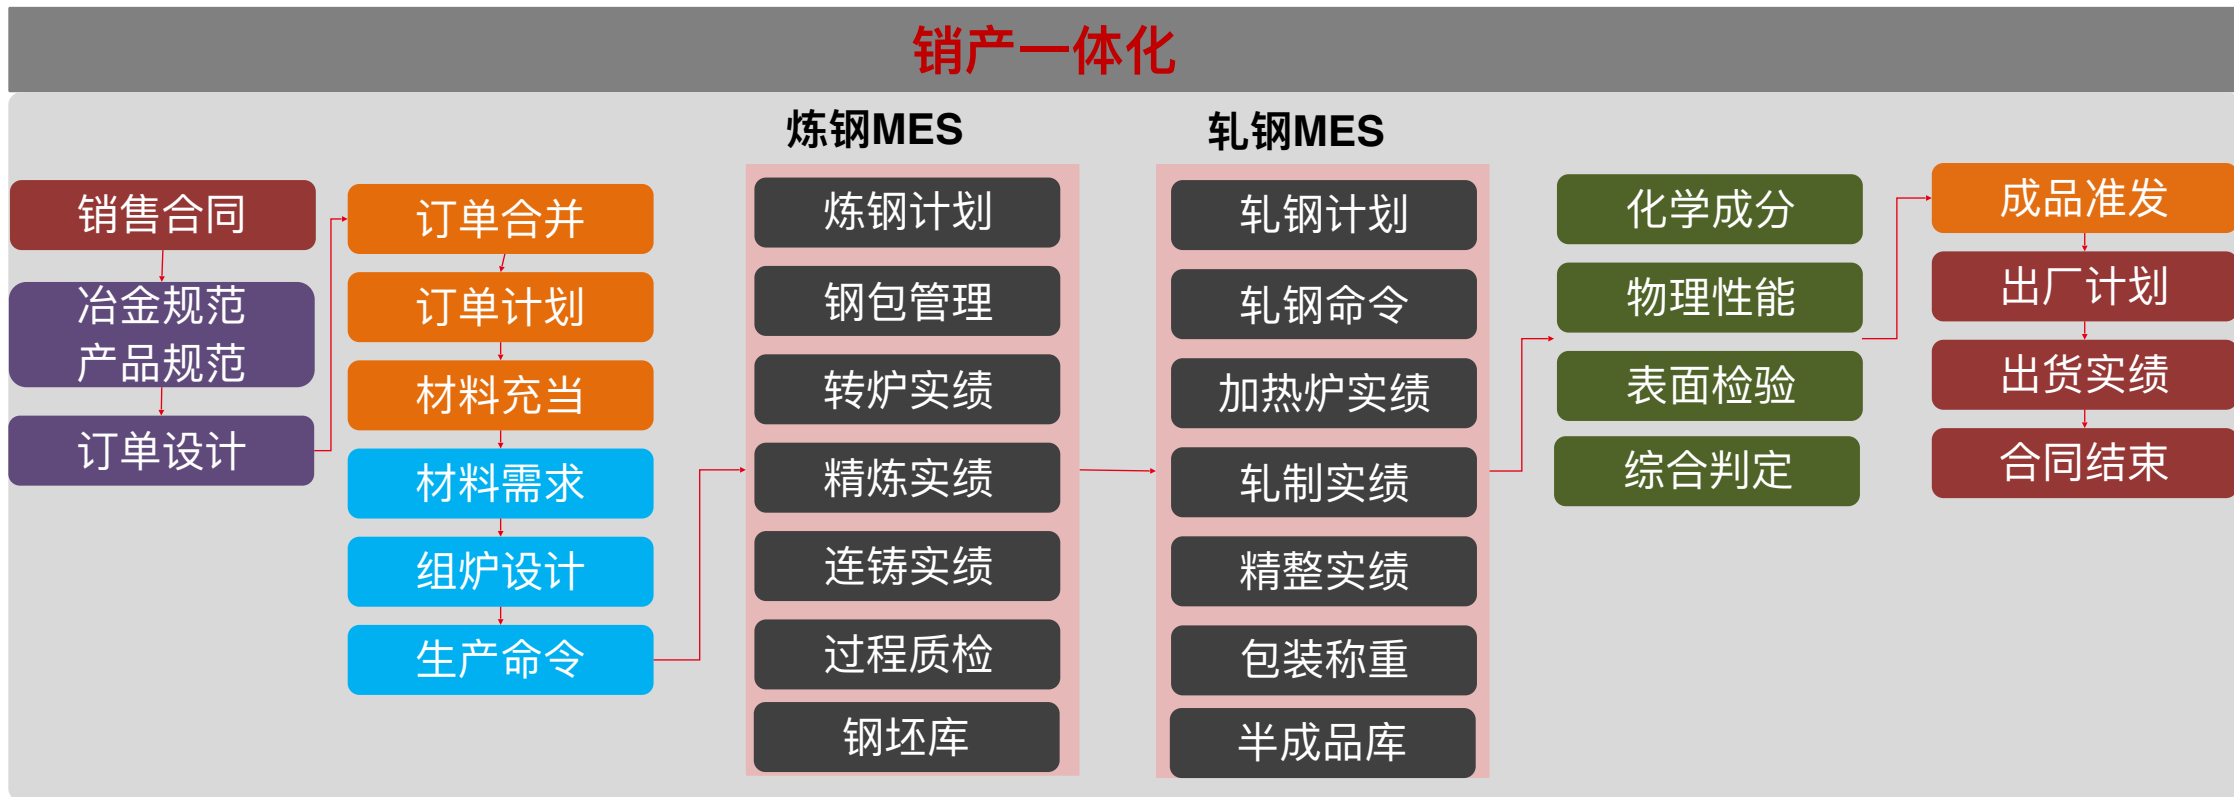 销产一体化
炼钢MES
轧钢MES
销售合同
冶金规范
产品规范
订单设计
订单合并
订单计划
材料充当
材料需求
组炉设计
生产命令
炼钢计划
钢包管理
转炉实绩
精炼实绩
连铸实绩
过程质检
钢坯库
轧钢计划
轧钢命令
加热炉实绩
轧制实绩
精整实绩
包装称重
半成品库
化学成分
物理性能
表面检验
综合判定
成品准发
出厂计划
出货实绩
合同结束